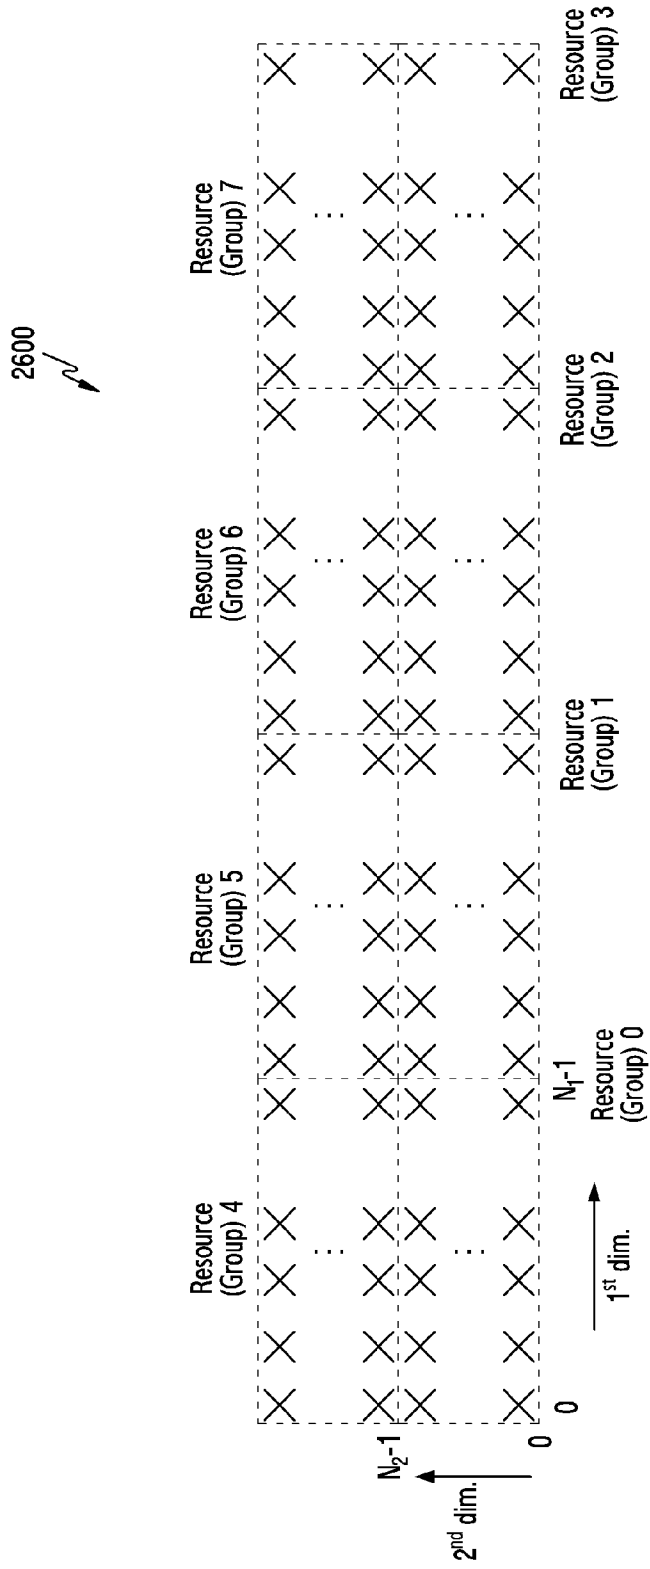 2600
Resource
(Group) 4
Resource
(Group) 5
Resource
(Group) 6
Resource
(Group) 7
...
...
...
...
...
...
...
...
N2-1
0
2nd dim.
0
1st dim.
N1-1
Resource
(Group) 0
Resource
(Group) 1
Resource
(Group) 2
Resource
(Group) 3